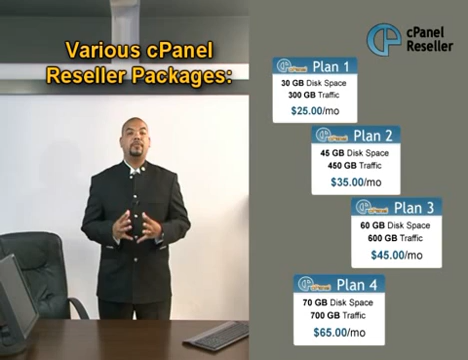 Various cPanel
Reseller Packages:
cPanel
Reseller
Plan 1
30 GB Disk Space
300 GB Traffic
$25.00/mo
Plan 2
45 GB Disk Space
450 GB Traffic
$35.00/mo
Plan 3
60 GB Disk Space
600 GB Traffic
$45.00/mo
Plan 4
70 GB Disk Space
700 GB Traffic
$65.00/mo